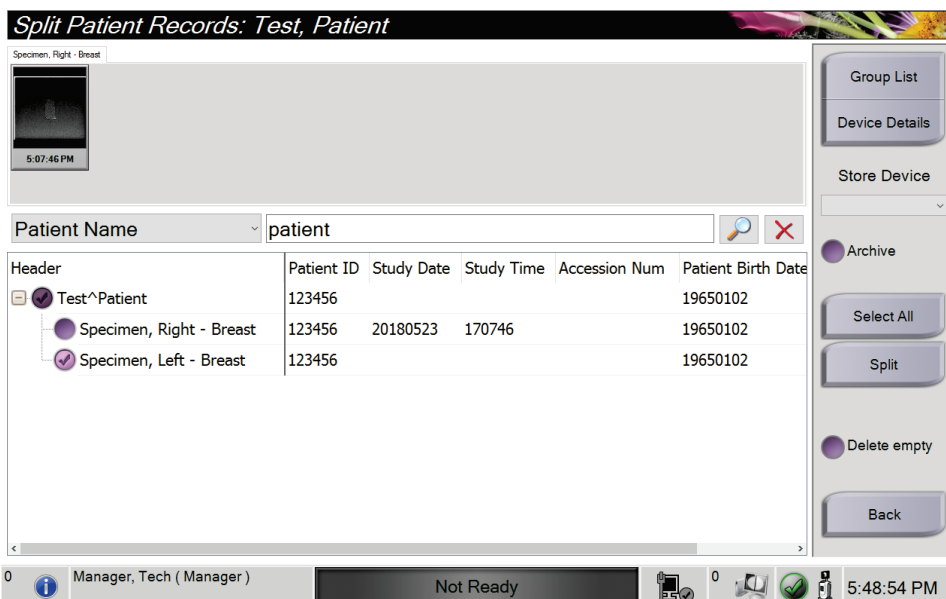 Split Patient Records: Test, Patient
Specimen, Right - Breast
5:07:46 PM
Group List
Device Details
Store Device
Archive
Select All
Split
Delete empty
Back
Patient Name patient
Header Patient ID Study Date Study Time Accession Num Patient Birth Date
Test^Patient 123456 19650102
Specimen, Right - Breast 123456 20180523 170746 19650102
Specimen, Left - Breast 123456 19650102
0 Manager, Tech ( Manager ) Not Ready 0 5:48:54 PM